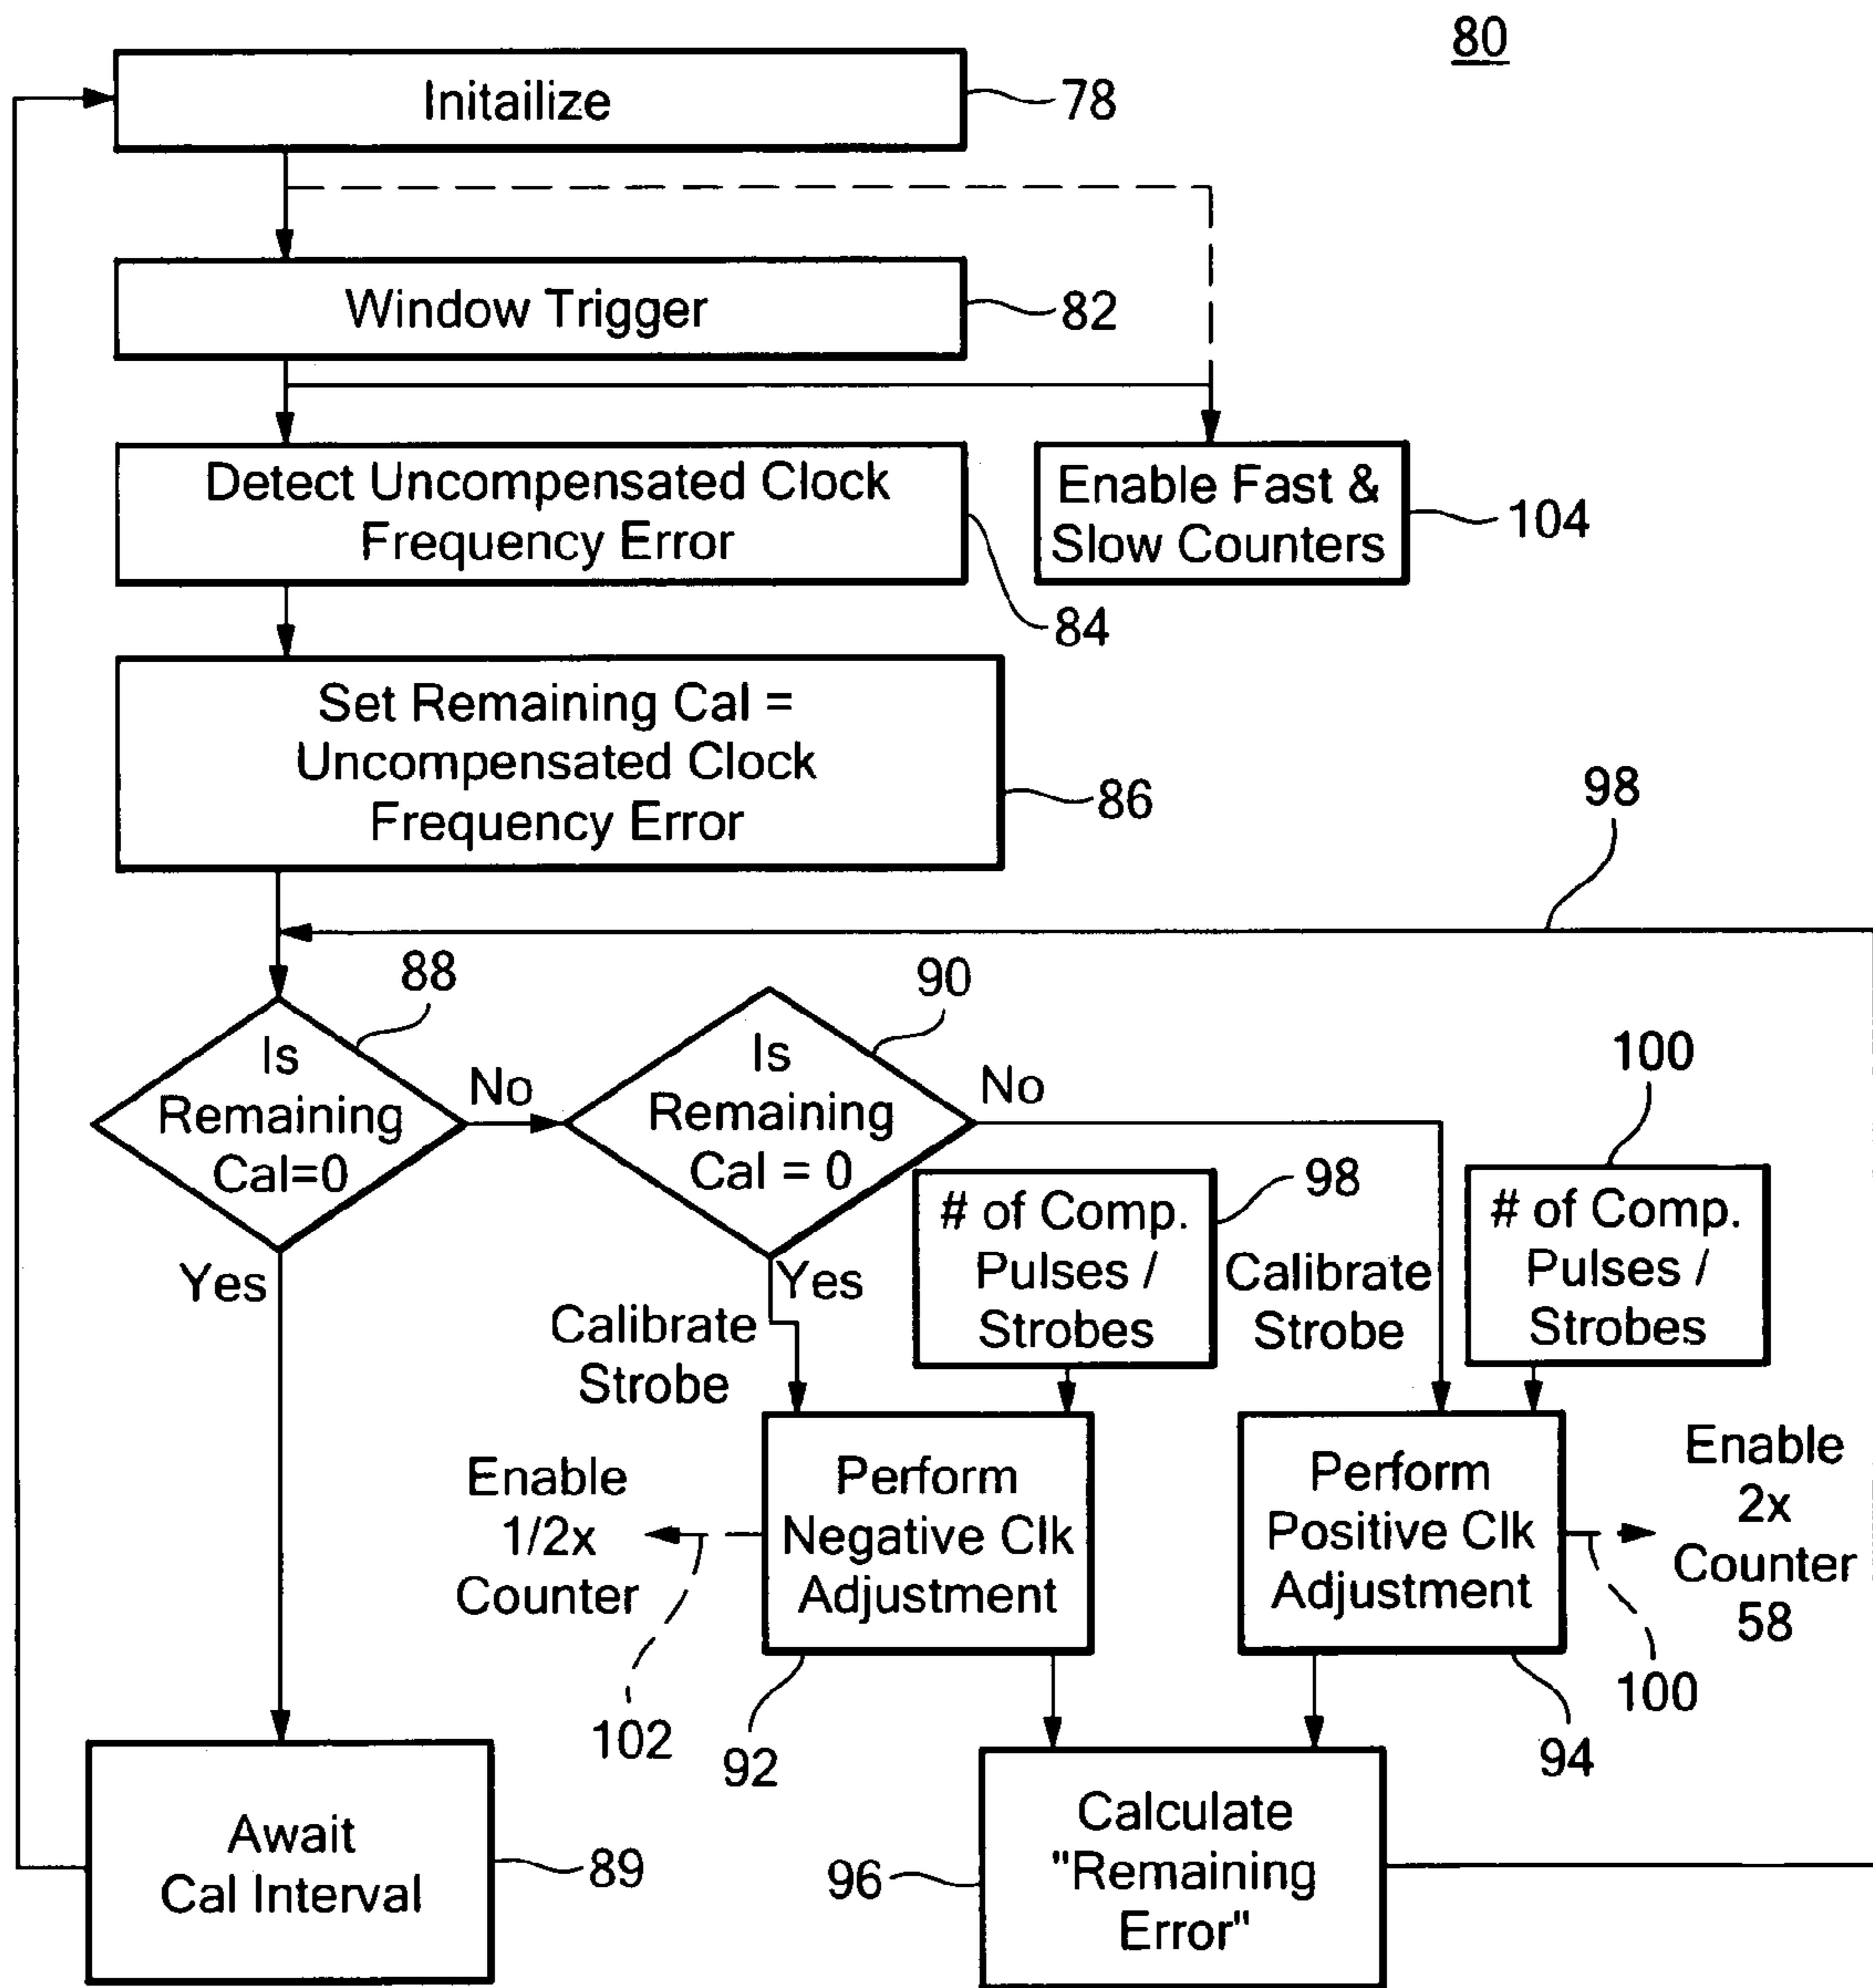 80
Initailize
78
Window Trigger
82
Detect Uncompensated Clock
Frequency Error
84
Enable Fast &
Slow Counters
104
Set Remaining Cal =
Uncompensated Clock
Frequency Error
86
98
88
Is
Remaining
Cal=0
No
Yes
90
Is
Remaining
Cal = 0
No
Yes
Calibrate
Strobe
# of Comp.
Pulses /
Strobes
98
Calibrate
Strobe
100
# of Comp.
Pulses /
Strobes
Enable
1/2x
Counter
102
Perform
Negative Clk
Adjustment
92
Perform
Positive Clk
Adjustment
94
Enable
2x
Counter
58
100
Await
Cal Interval
89
96
Calculate
"Remaining
Error"